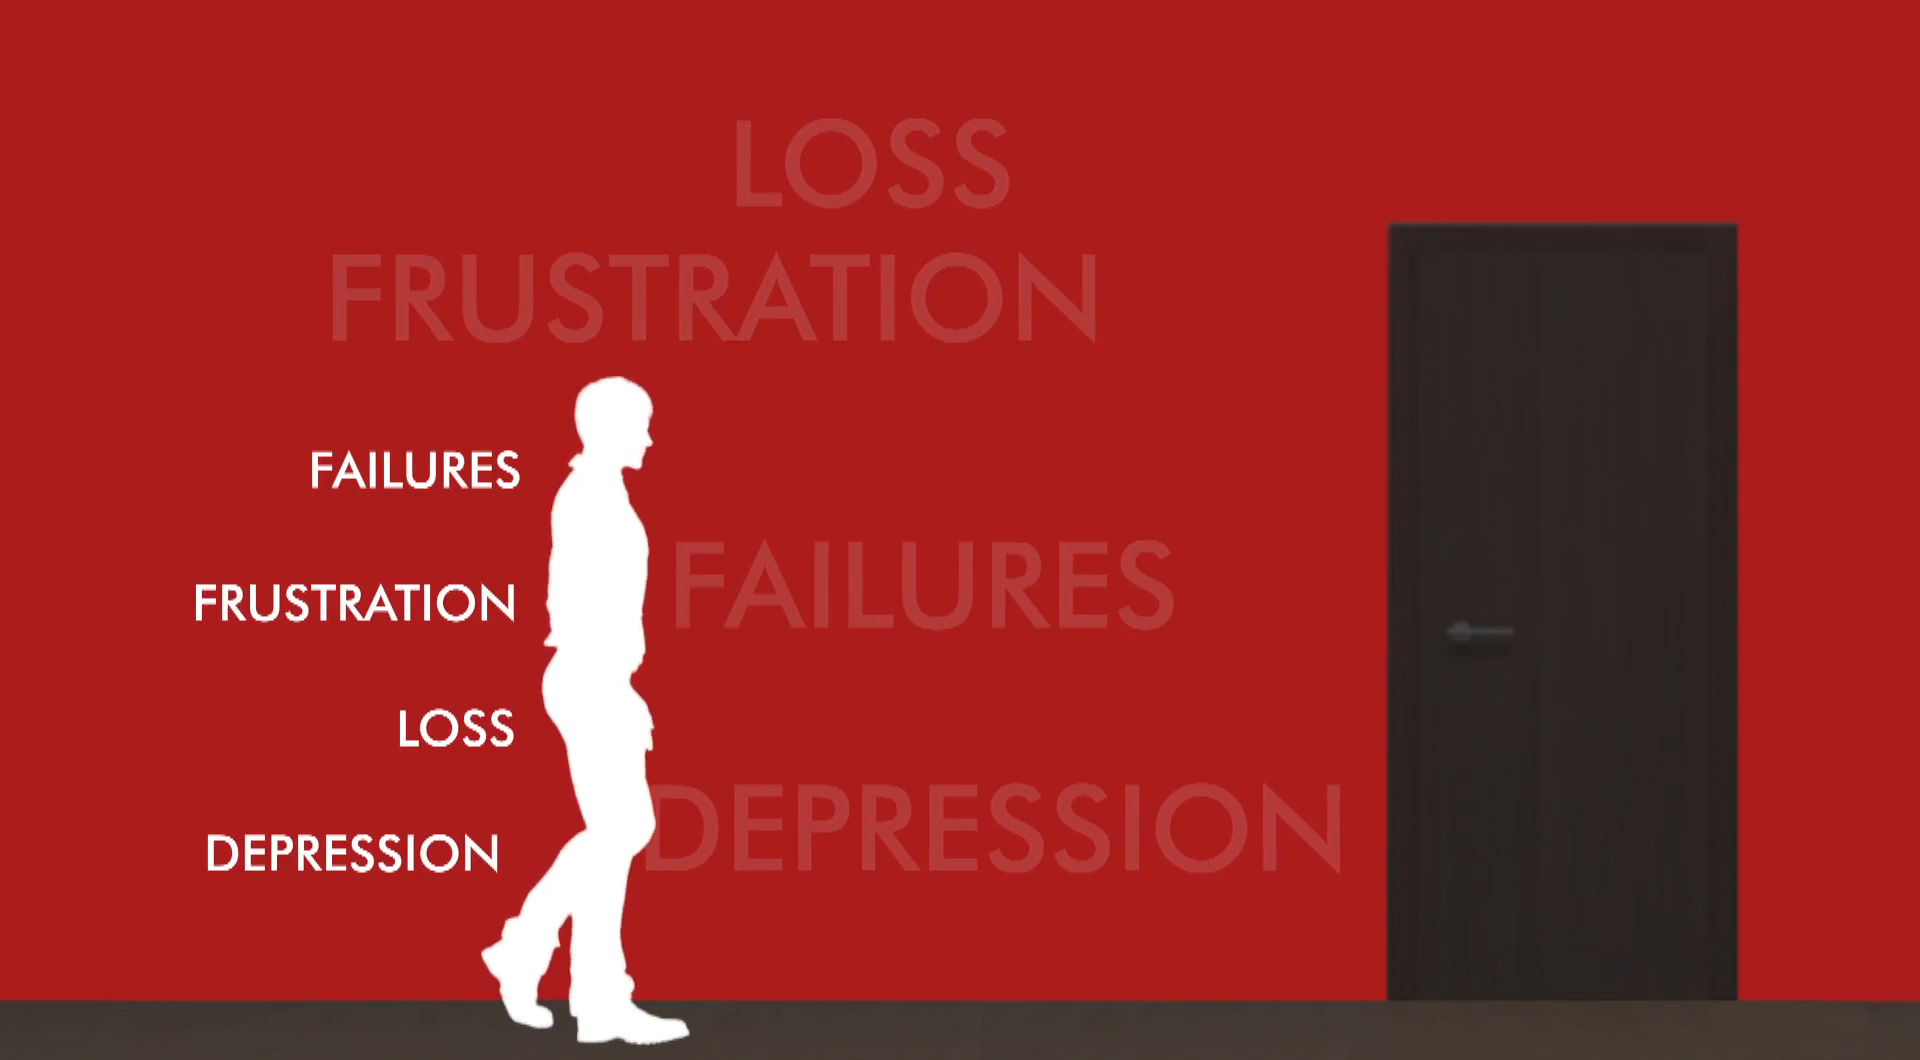 LOSS
FRUSTRATION
FAILURES
FRUSTRATION
FAILURES
LOSS
DEPRESSION
DEPRESSION